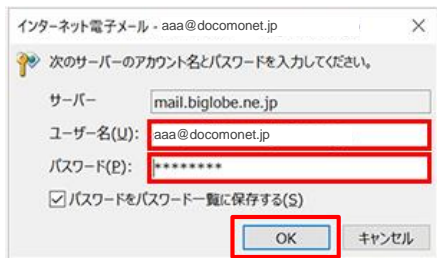 インターネット電子メール - aaa@docomonet.jp
次のサーバーのアカウント名とパスワードを入力してください。
サーバー mail.biglobe.ne.jp
ユーザー名(U): aaa@docomonet.jp
パスワード(P): ********
パスワードをパスワード一覧に保存する(S)
OK キャンセル